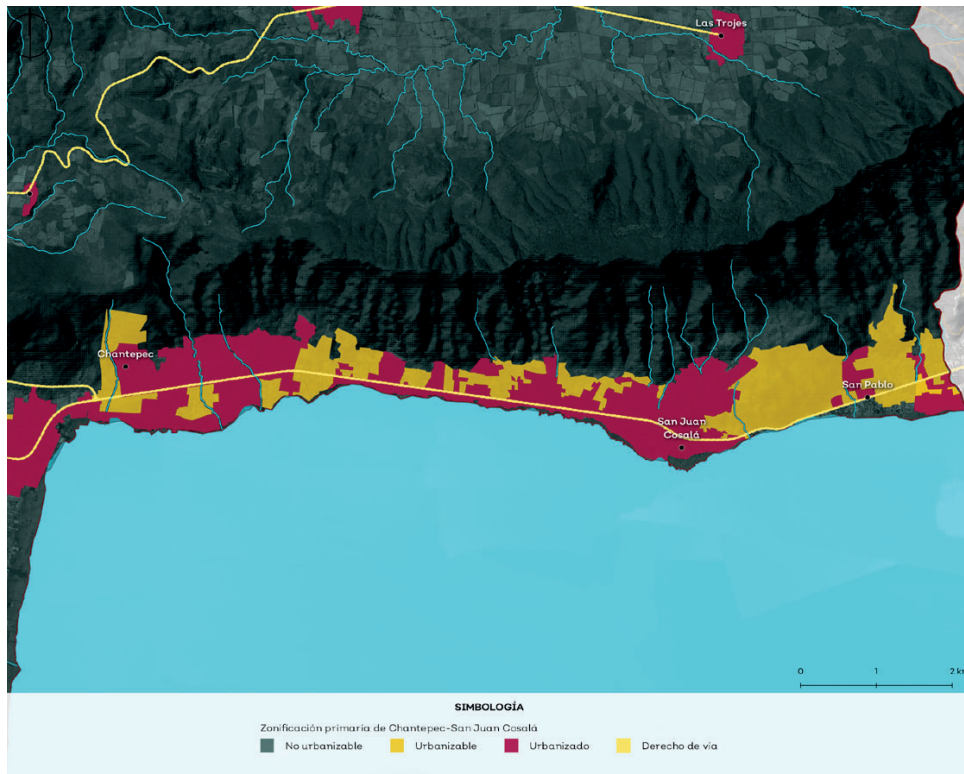 Las Trojes
Chantepec
San Pablo
San Juan
Cosalá
0 1 2 k
SIMBOLOGÍA
Zonificación primaria de Chantepec-San Juan Cosalá
No urbanizable Urbanizable Urbanizado Derecho de vía